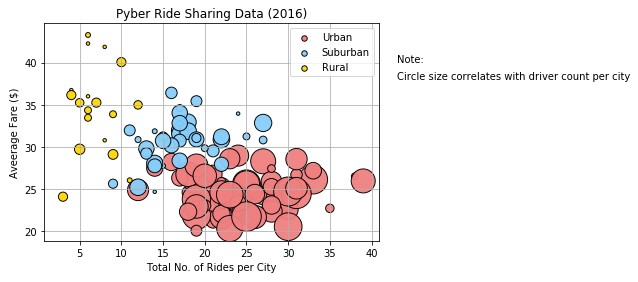 Pyber Ride Sharing Data (2016)
Urban
Suburban
Rural
Note:
Circle size correlates with driver count per city
Aveerage Fare ($)
40
35
30
25
20
5
10
15
20
25
30
35
40
Total No. of Rides per City